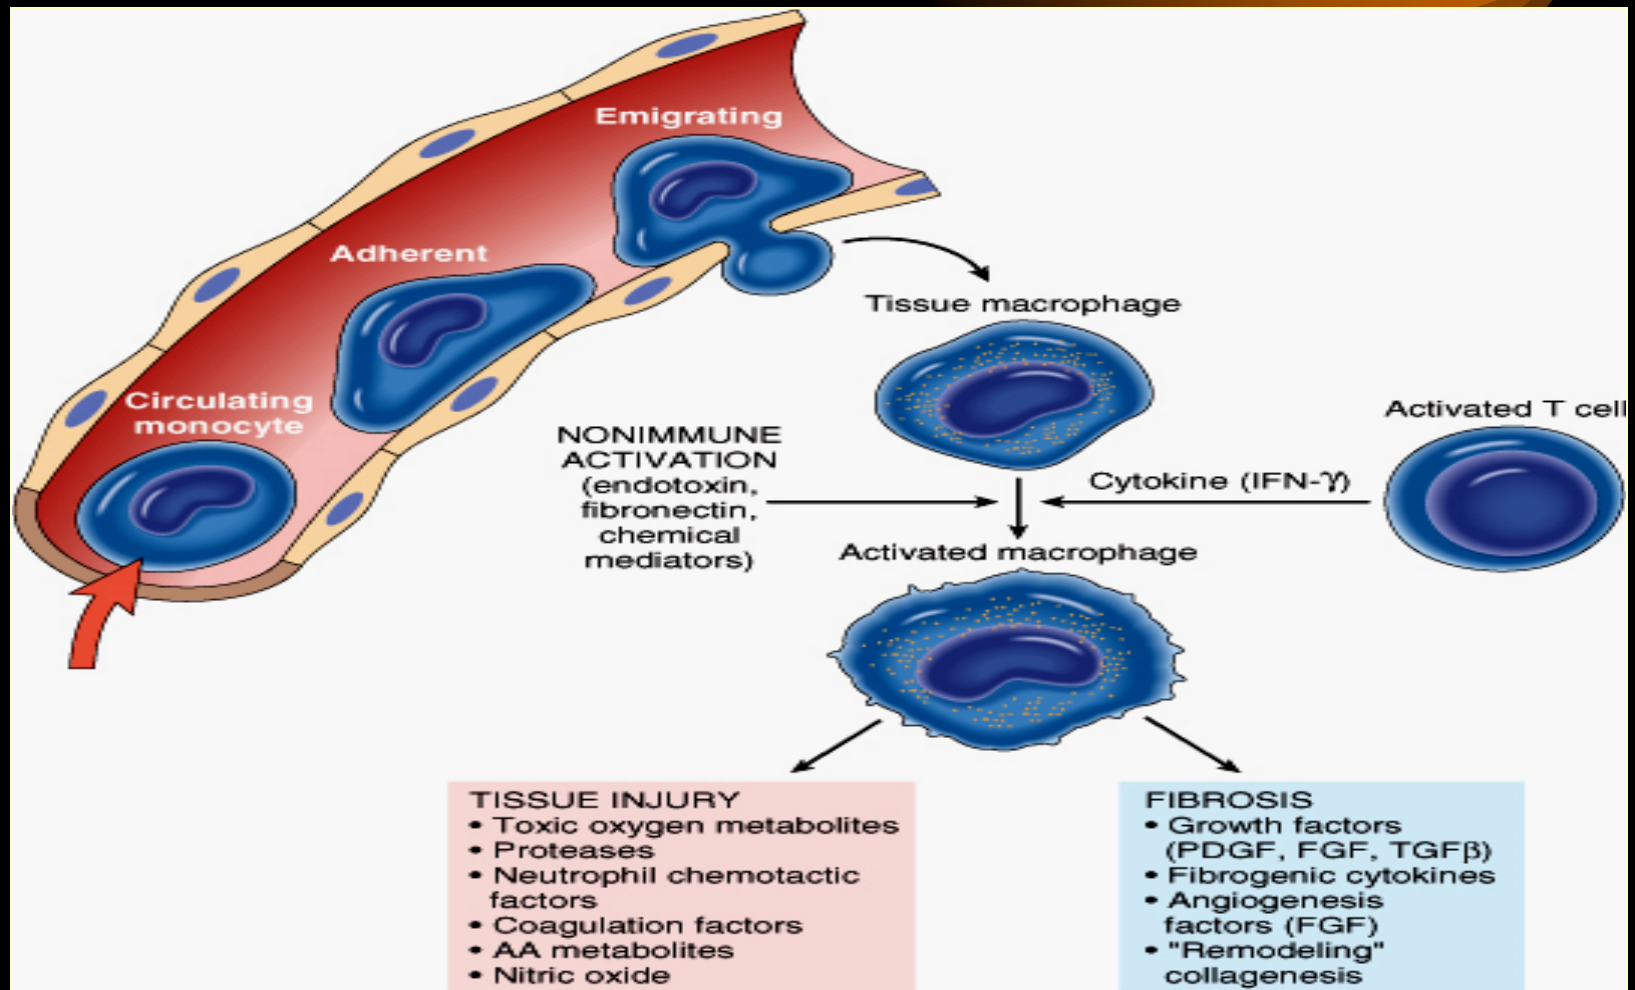 Emigrating
Adherent
Circulating
monocyte
Tissue macrophage
Activated T cell
NONIMMUNE
ACTIVATION
(endotoxin,
fibronectin,
chemical
mediators)
Cytokine (IFN-γ)
Activated macrophage
TISSUE INJURY
• Toxic oxygen metabolites
• Proteases
• Neutrophil chemotactic
factors
• Coagulation factors
• AA metabolites
• Nitric oxide
FIBROSIS
• Growth factors
(PDGF, FGF, TGFβ)
• Fibrogenic cytokines
• Angiogenesis
factors (FGF)
• "Remodeling"
collagenesis